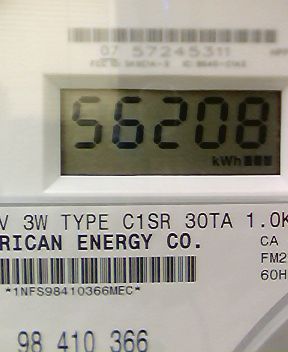 07 57245311
56208
kWh
V 3W TYPE C1SR 30TA 1.0K
RICAN ENERGY CO.
CA
FM2
60H
*1NFS98410366MEC*
98 410 366